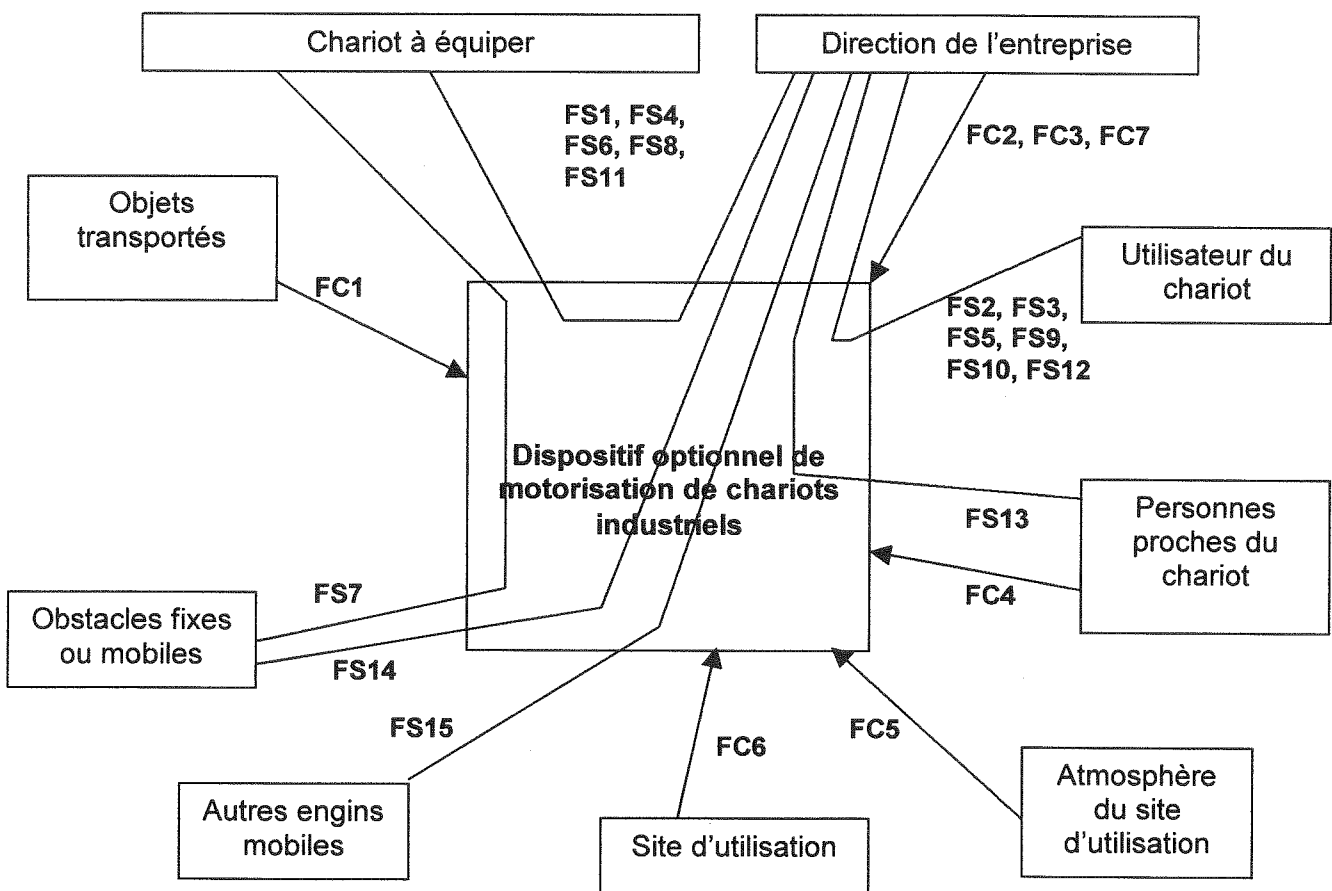 Chariot à équiper
Direction de l'entreprise
FS1, FS4,
FS6, FS8,
FS11
FC2, FC3, FC7
Objets
transportés
FC1
Utilisateur du
chariot
FS2, FS3,
FS5, FS9,
FS10, FS12
Dispositif optionnel de
motorisation de chariots
industriels
FS13
Personnes
proches du
chariot
FC4
FS7
Obstacles fixes
ou mobiles
FS14
FS15
FC6
FC5
Autres engins
mobiles
Site d'utilisation
Atmosphère
du site
d'utilisation